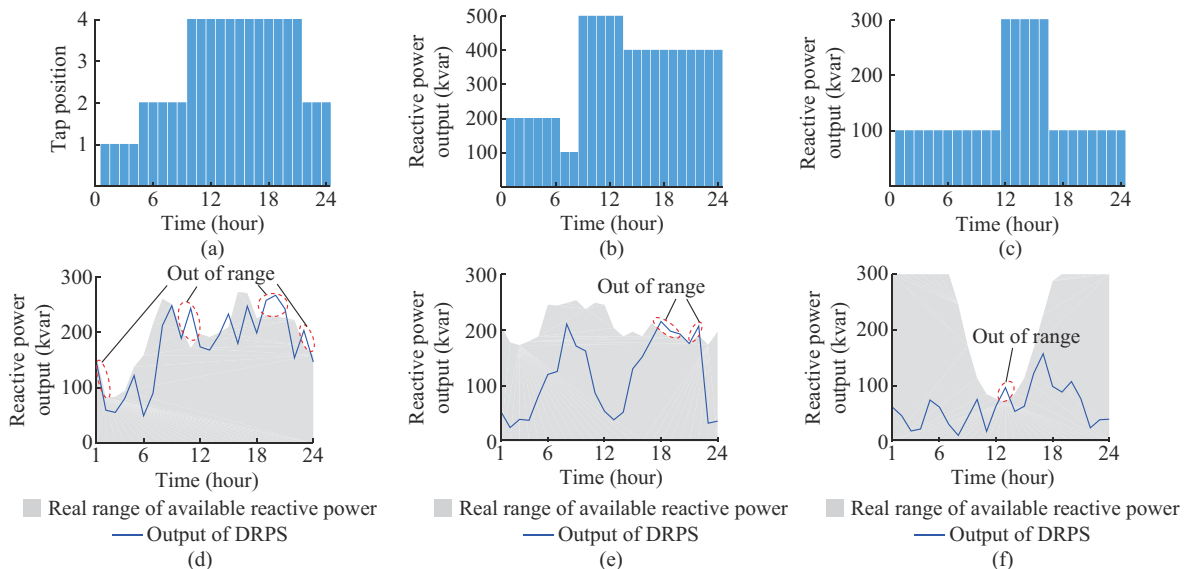 4
3
2
1
Tap position
0
6
12
18
24
Time (hour)
(a)
500
400
300
200
100
Reactive power
output (kvar)
0
6
12
18
24
Time (hour)
(b)
300
200
100
Reactive power
output (kvar)
0
6
12
18
24
Time (hour)
(c)
300
200
100
0
Reactive power
output (kvar)
Out of range
1
6
12
18
24
Time (hour)
Real range of available reactive power
Output of DRPS
(d)
300
200
100
0
Reactive power
output (kvar)
Out of range
1
6
12
18
24
Time (hour)
Real range of available reactive power
Output of DRPS
(e)
300
200
100
0
Reactive power
output (kvar)
Out of range
1
6
12
18
24
Time (hour)
Real range of available reactive power
Output of DRPS
(f)